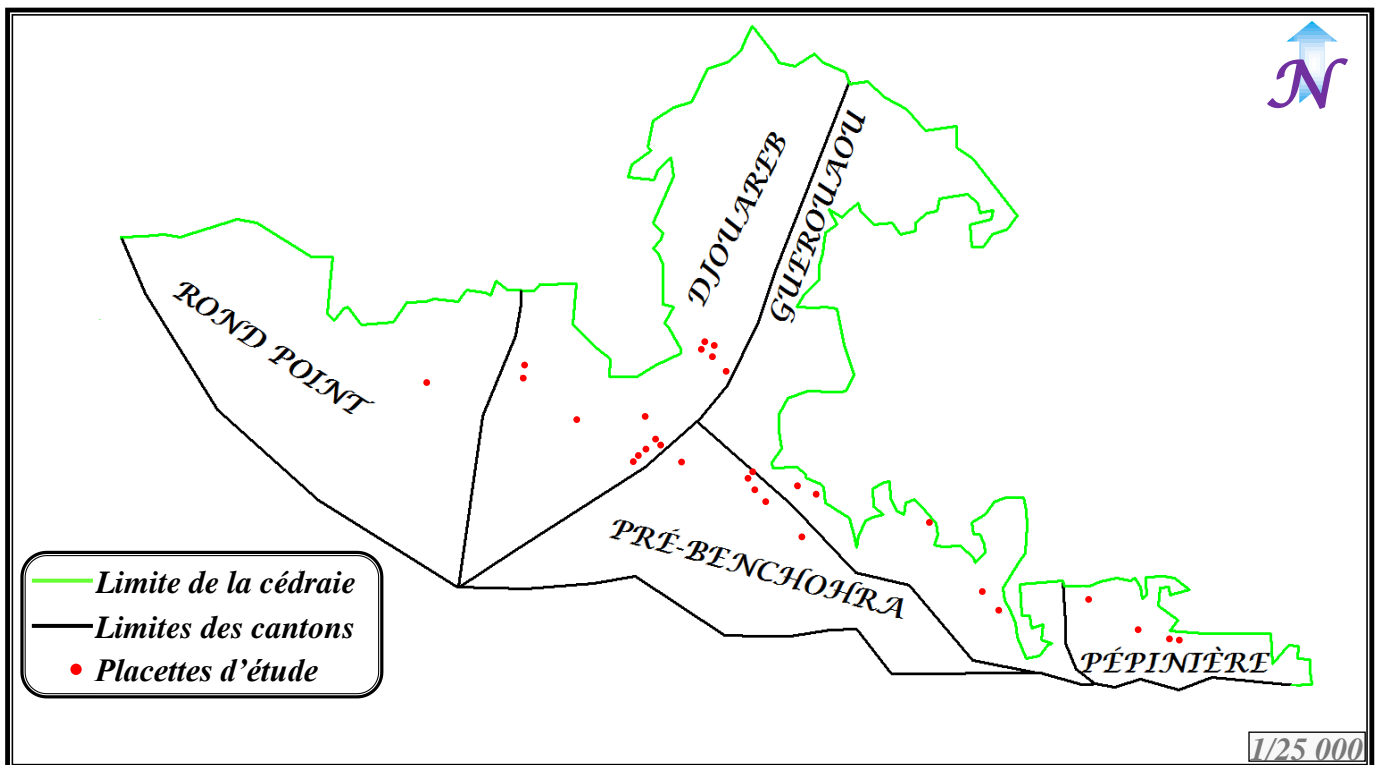 N
DJOUAREB
GUEROUAOU
ROND POINT
PRÉ-BENCHOHRA
PÉPINIÈRE
Limite de la cédraie
Limites des cantons
Placettes d'étude
1/25 000